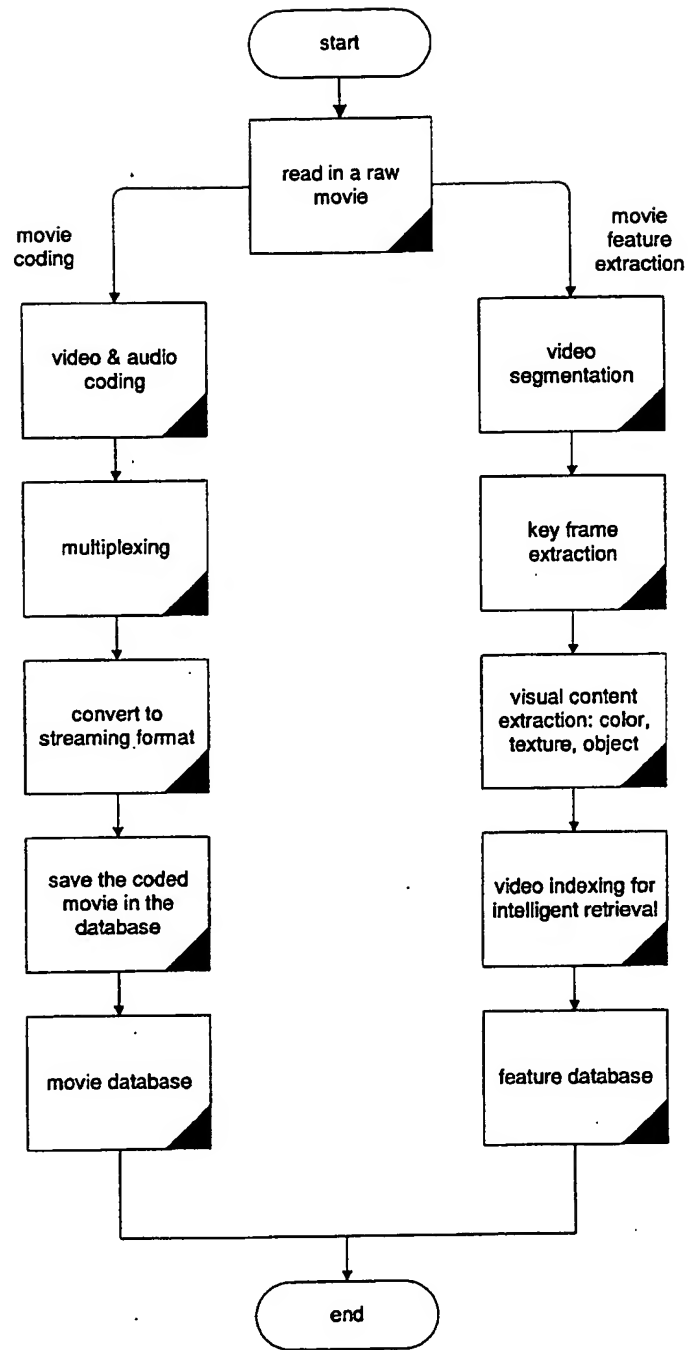 start
read in a raw
movie
movie
coding
video & audio
coding
multiplexing
convert to
streaming format
save the coded
movie in the
database
movie database
movie
feature
extraction
video
segmentation
key frame
extraction
visual content
extraction: color,
texture, object
video indexing for
intelligent retrieval
feature database
end